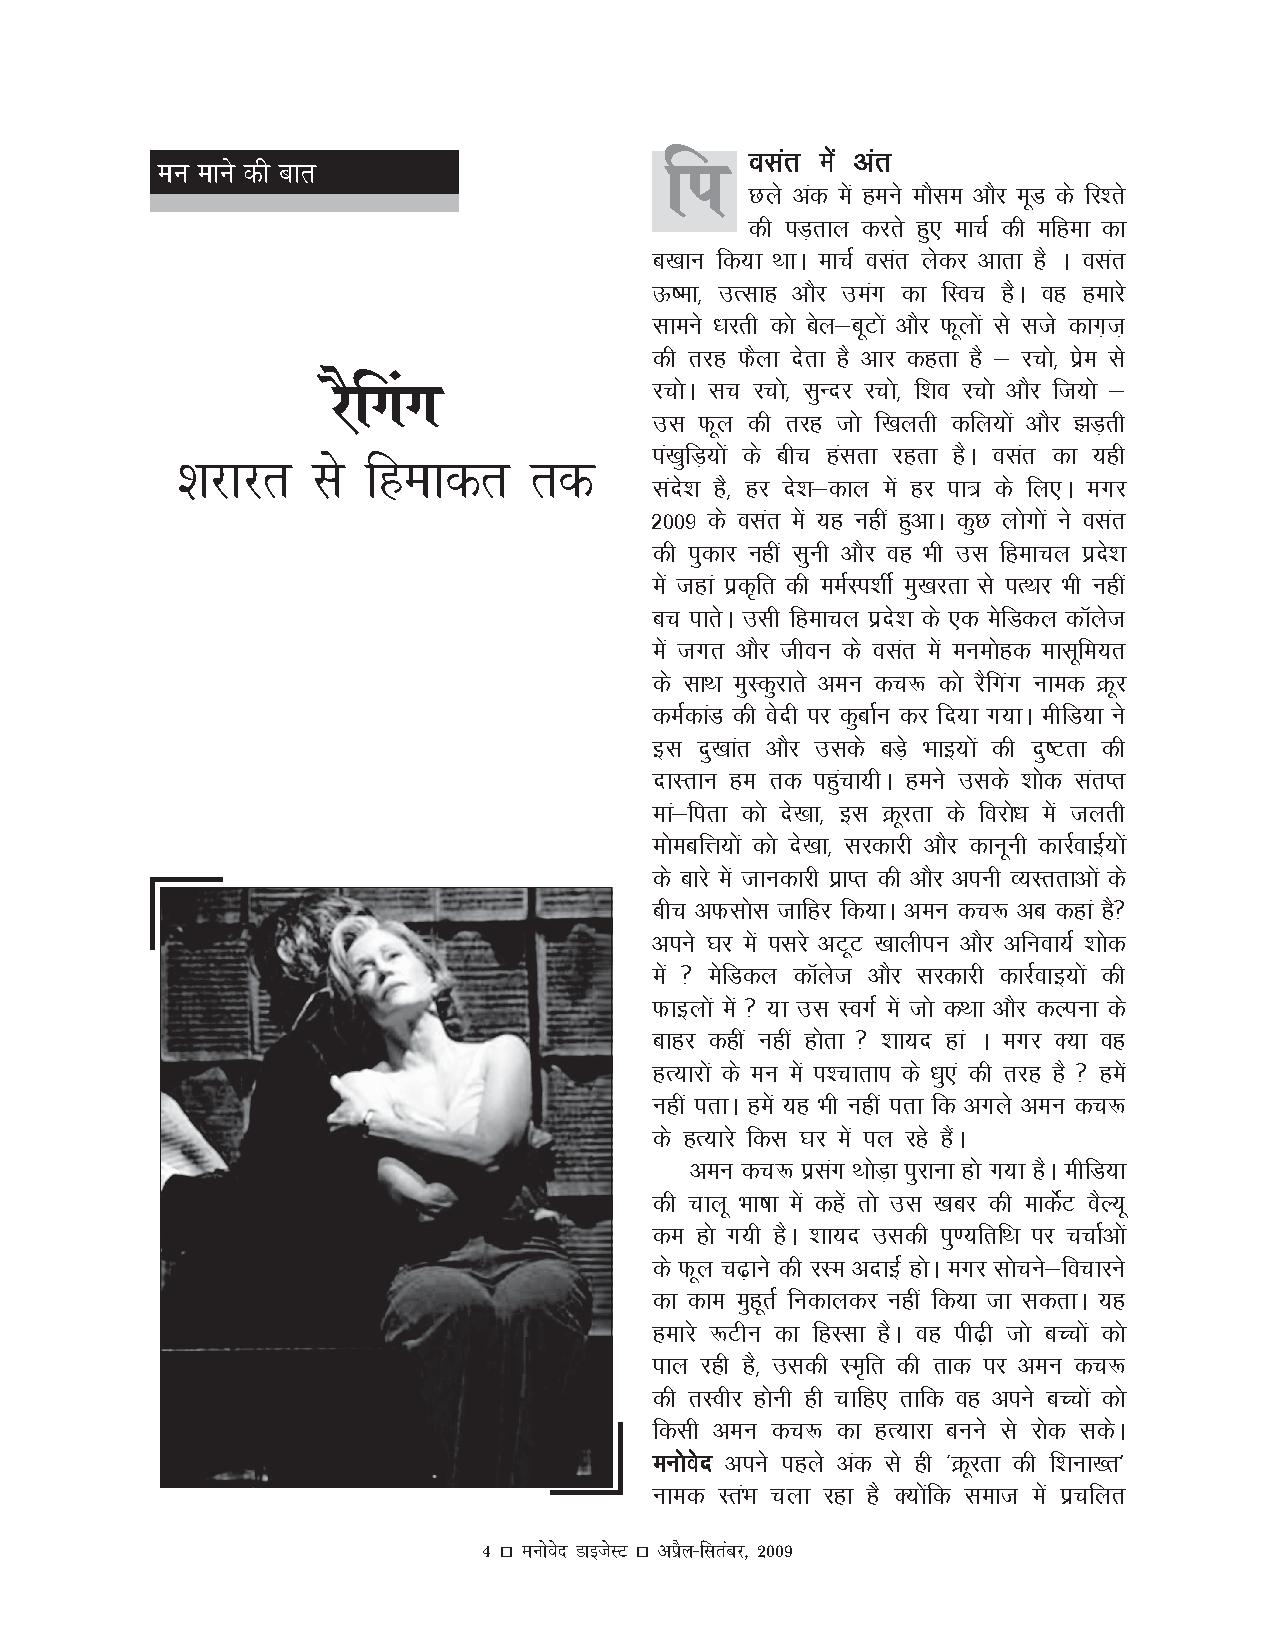 मन माने की बात
रैगिंग
शरारत से हिमाकत तक
वसंत में अंत
पिछले अंक में हमने मौसम और मूड के रिश्ते
की पड़ताल करते हुए मार्च की महिमा का
बखान किया था। मार्च वसंत लेकर आता है । वसंत
ऊष्मा, उत्साह और उमंग का स्विच है। वह हमारे
सामने धरती को बेल–बूटों और फूलों से सजे काग़ज़
की तरह फैला देता है आर कहता है – रचो, प्रेम से
रचो। सच रचो, सुन्दर रचो, शिव रचो और जियो –
उस फूल की तरह जो खिलती कलियों और झड़ती
पंखुड़ियों के बीच हंसता रहता है। वसंत का यही
संदेश है, हर देश–काल में हर पात्र के लिए। मगर
2009 के वसंत में यह नहीं हुआ। कुछ लोगों ने वसंत
की पुकार नहीं सुनी और वह भी उस हिमाचल प्रदेश
में जहां प्रकृति की मर्मस्पर्शी मुखरता से पत्थर भी नहीं
बच पाते। उसी हिमाचल प्रदेश के एक मेडिकल कॉलेज
में जगत और जीवन के वसंत में मनमोहक मासूमियत
के साथ मुस्कुराते अमन कचरू को रैगिंग नामक क्रूर
कर्मकांड की वेदी पर कुर्बान कर दिया गया। मीडिया ने
इस दुखांत और उसके बड़े भाइयों की दुष्टता की
दास्तान हम तक पहुंचायी। हमने उसके शोक संतप्त
मां–पिता को देखा, इस क्रूरता के विरोध में जलती
मोमबत्तियों को देखा, सरकारी और कानूनी कार्रवाईयों
के बारे में जानकारी प्राप्त की और अपनी व्यस्तताओं के
बीच अफसोस जाहिर किया। अमन कचरू अब कहां है?
अपने घर में पसरे अटूट खालीपन और अनिवार्य शोक
में ? मेडिकल कॉलेज और सरकारी कार्रवाइयों की
फाइलों में ? या उस स्वर्ग में जो कथा और कल्पना के
बाहर कहीं नहीं होता ? शायद हां । मगर क्या वह
हत्यारों के मन में पश्चाताप के धुएं की तरह है ? हमें
नहीं पता। हमें यह भी नहीं पता कि अगले अमन कचरू
के हत्यारे किस घर में पल रहे हैं।
अमन कचरू प्रसंग थोड़ा पुराना हो गया है। मीडिया
की चालू भाषा में कहें तो उस खबर की मार्केट वैल्यू
कम हो गयी है। शायद उसकी पुण्यतिथि पर चर्चाओं
के फूल चढ़ाने की रस्म अदाई हो। मगर सोचने–विचारने
का काम मुहूर्त निकालकर नहीं किया जा सकता। यह
हमारे रूटीन का हिस्सा है। वह पीढ़ी जो बच्चों को
पाल रही है, उसकी स्मृति की ताक पर अमन कचरू
की तस्वीर होनी ही चाहिए ताकि वह अपने बच्चों को
किसी अमन कचरू का हत्यारा बनने से रोक सके।
मनोवेद अपने पहले अंक से ही 'क्रूरता की शिनाख्त'
नामक स्तंभ चला रहा है क्योंकि समाज में प्रचलित
4 □ मनोवेद डाइजेस्ट □ अप्रैल-सितंबर, 2009